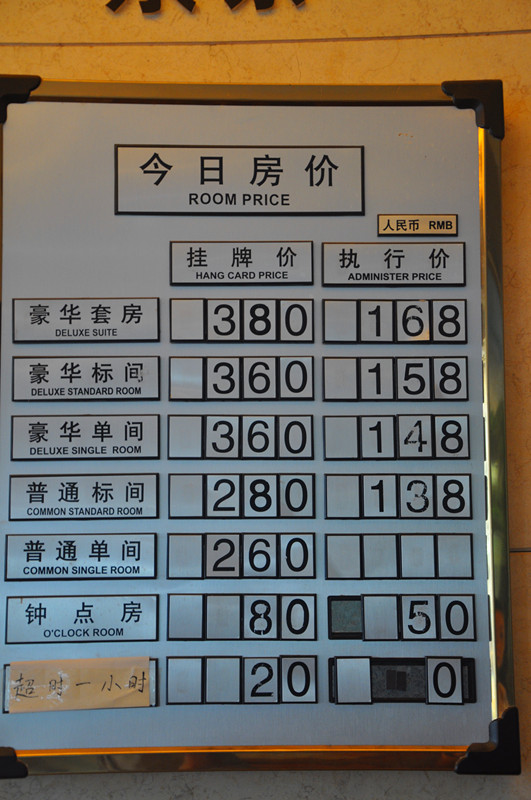 今日房价
ROOM PRICE
人民币 RMB
挂牌价 执行价
HANG CARD PRICE ADMINISTER PRICE
豪华套房 380 168
DELUXE SUITE
豪华标间 360 158
DELUXE STANDARD ROOM
豪华单间 360 148
DELUXE SINGLE ROOM
普通标间 280 138
COMMON STANDARD ROOM
普通单间 260
COMMON SINGLE ROOM
钟点房 80 50
O'CLOCK ROOM
超时一小时 20 0